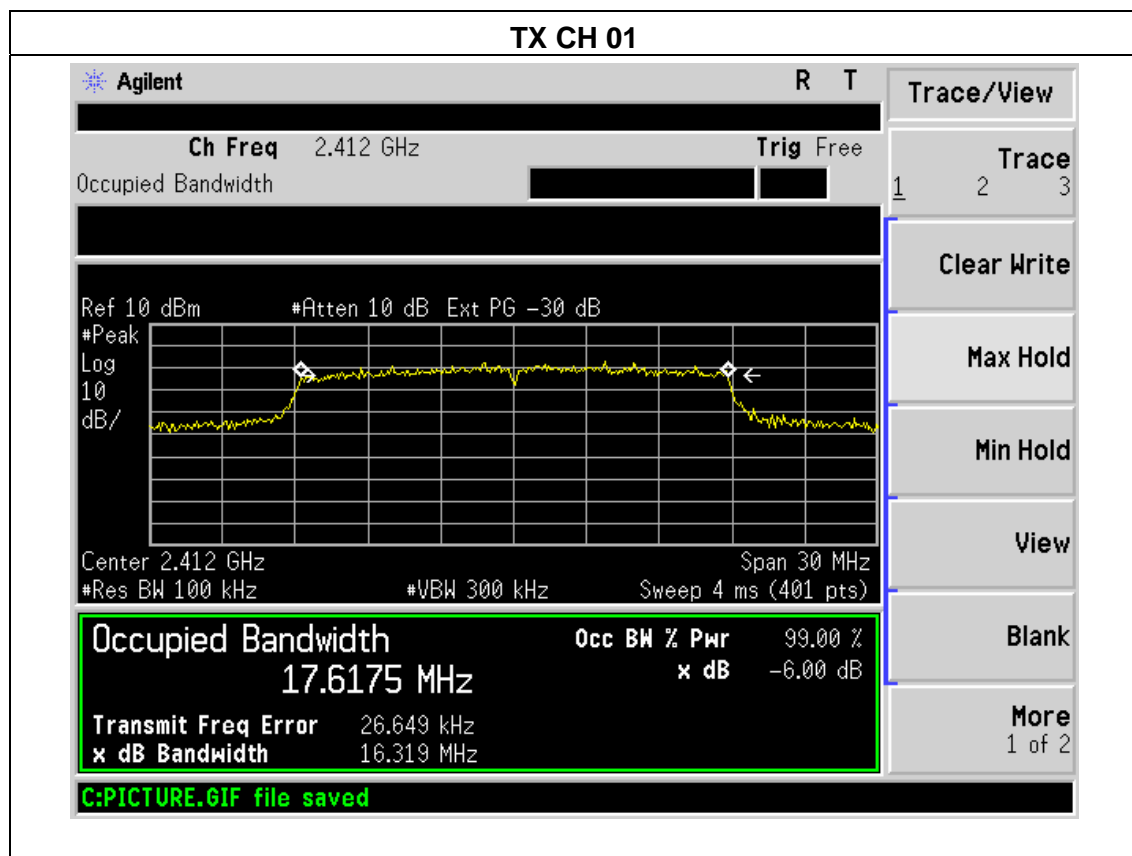 TX CH 01
Agilent R T
Ch Freq 2.412 GHz Trig Free
Occupied Bandwidth
Ref 10 dBm #Atten 10 dB Ext PG -30 dB
#Peak
Log
10
dB/
Center 2.412 GHz Span 30 MHz
#Res BW 100 kHz #VBW 300 kHz Sweep 4 ms (401 pts)
Occupied Bandwidth Occ BW % Pwr 99.00 %
17.6175 MHz x dB -6.00 dB
Transmit Freq Error 26.649 kHz
x dB Bandwidth 16.319 MHz
C:PICTURE.GIF file saved
Trace/View
Trace
1 2 3
Clear Write
Max Hold
Min Hold
View
Blank
More
1 of 2